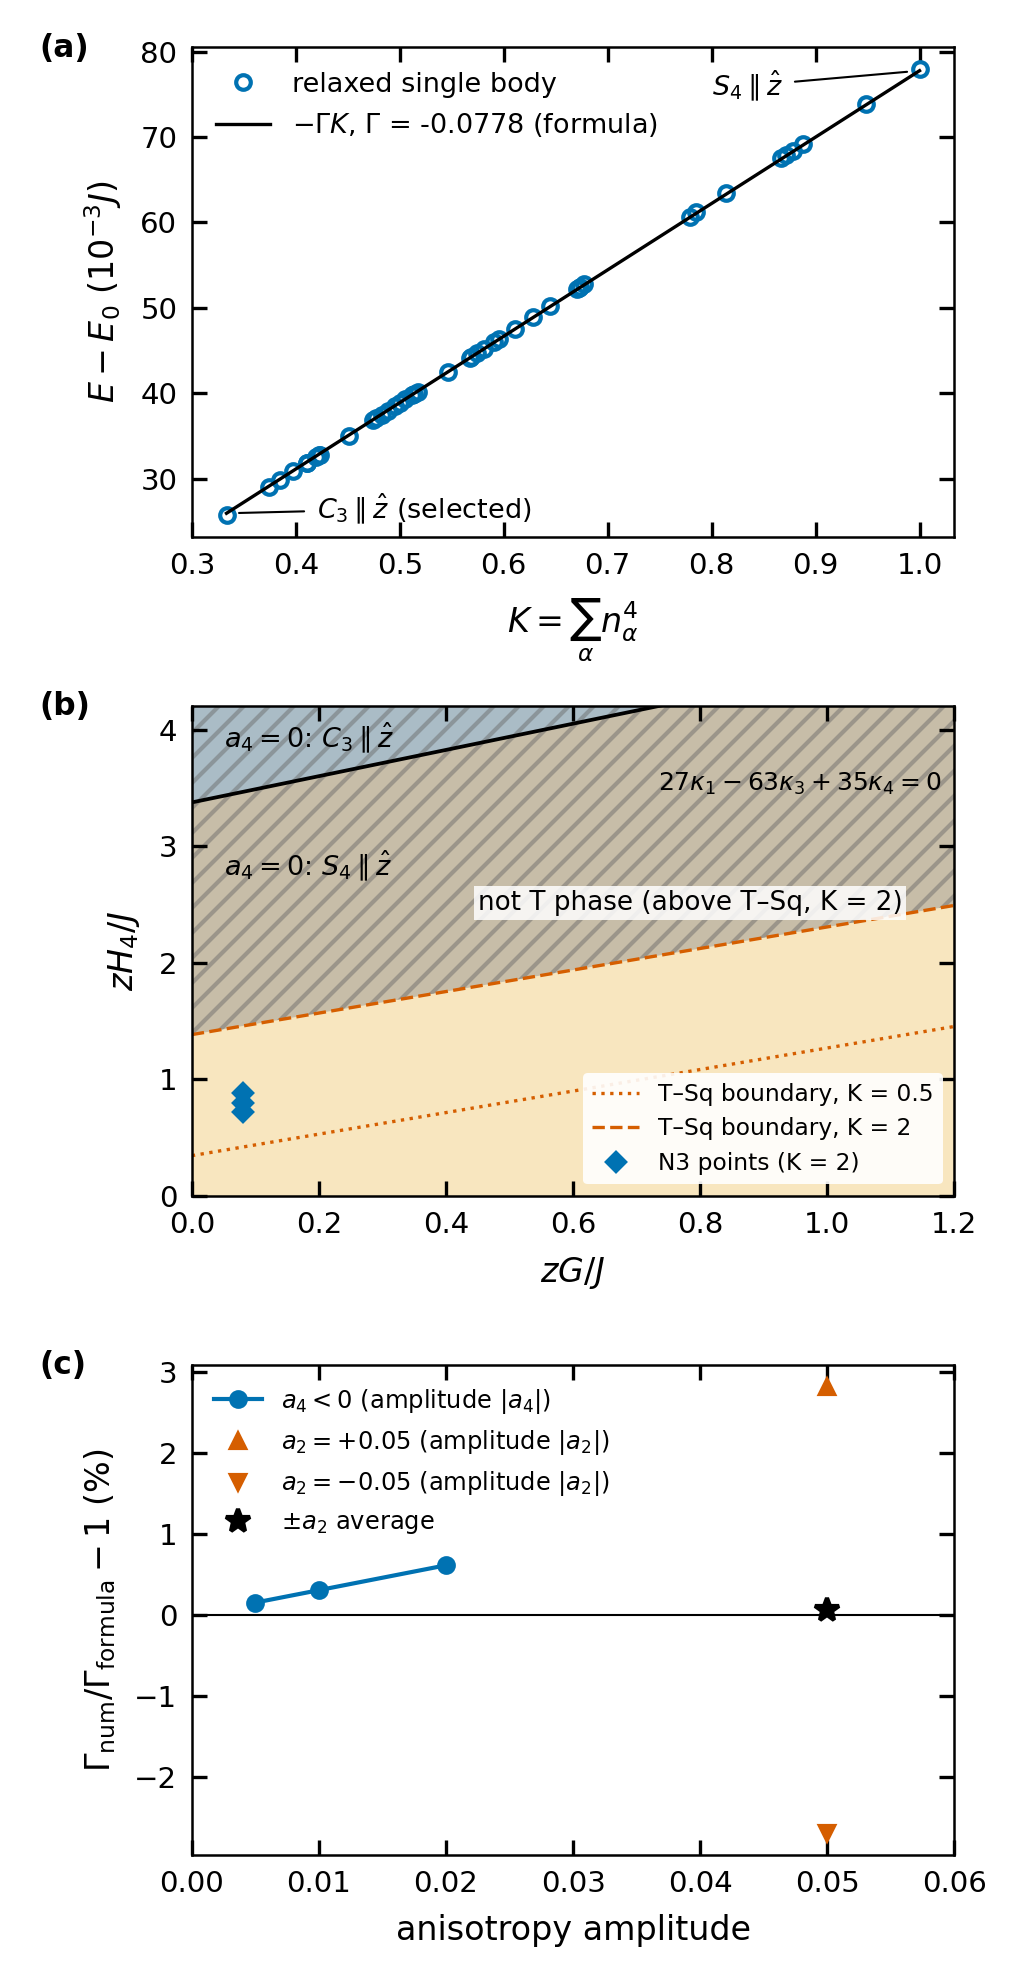 (a)
80
70
60
50
40
30
E − E₀ (10⁻³J)
relaxed single body
−ΓK, Γ = -0.0778 (formula)
S₄ ∥ ẑ
C₃ ∥ ẑ (selected)
0.3 0.4 0.5 0.6 0.7 0.8 0.9 1.0
K = ∑α nα⁴
(b)
4
3
2
1
0
zH₄/J
a₄ = 0: C₃ ∥ ẑ
27κ₁ − 63κ₃ + 35κ₄ = 0
a₄ = 0: S₄ ∥ ẑ
not T phase (above T–Sq, K = 2)
T–Sq boundary, K = 0.5
T–Sq boundary, K = 2
N3 points (K = 2)
0.0 0.2 0.4 0.6 0.8 1.0 1.2
zG/J
(c)
3
2
1
0
−1
−2
Γnum/Γformula − 1 (%)
a₄ < 0 (amplitude |a₄|)
a₂ = +0.05 (amplitude |a₂|)
a₂ = −0.05 (amplitude |a₂|)
±a₂ average
0.00 0.01 0.02 0.03 0.04 0.05 0.06
anisotropy amplitude